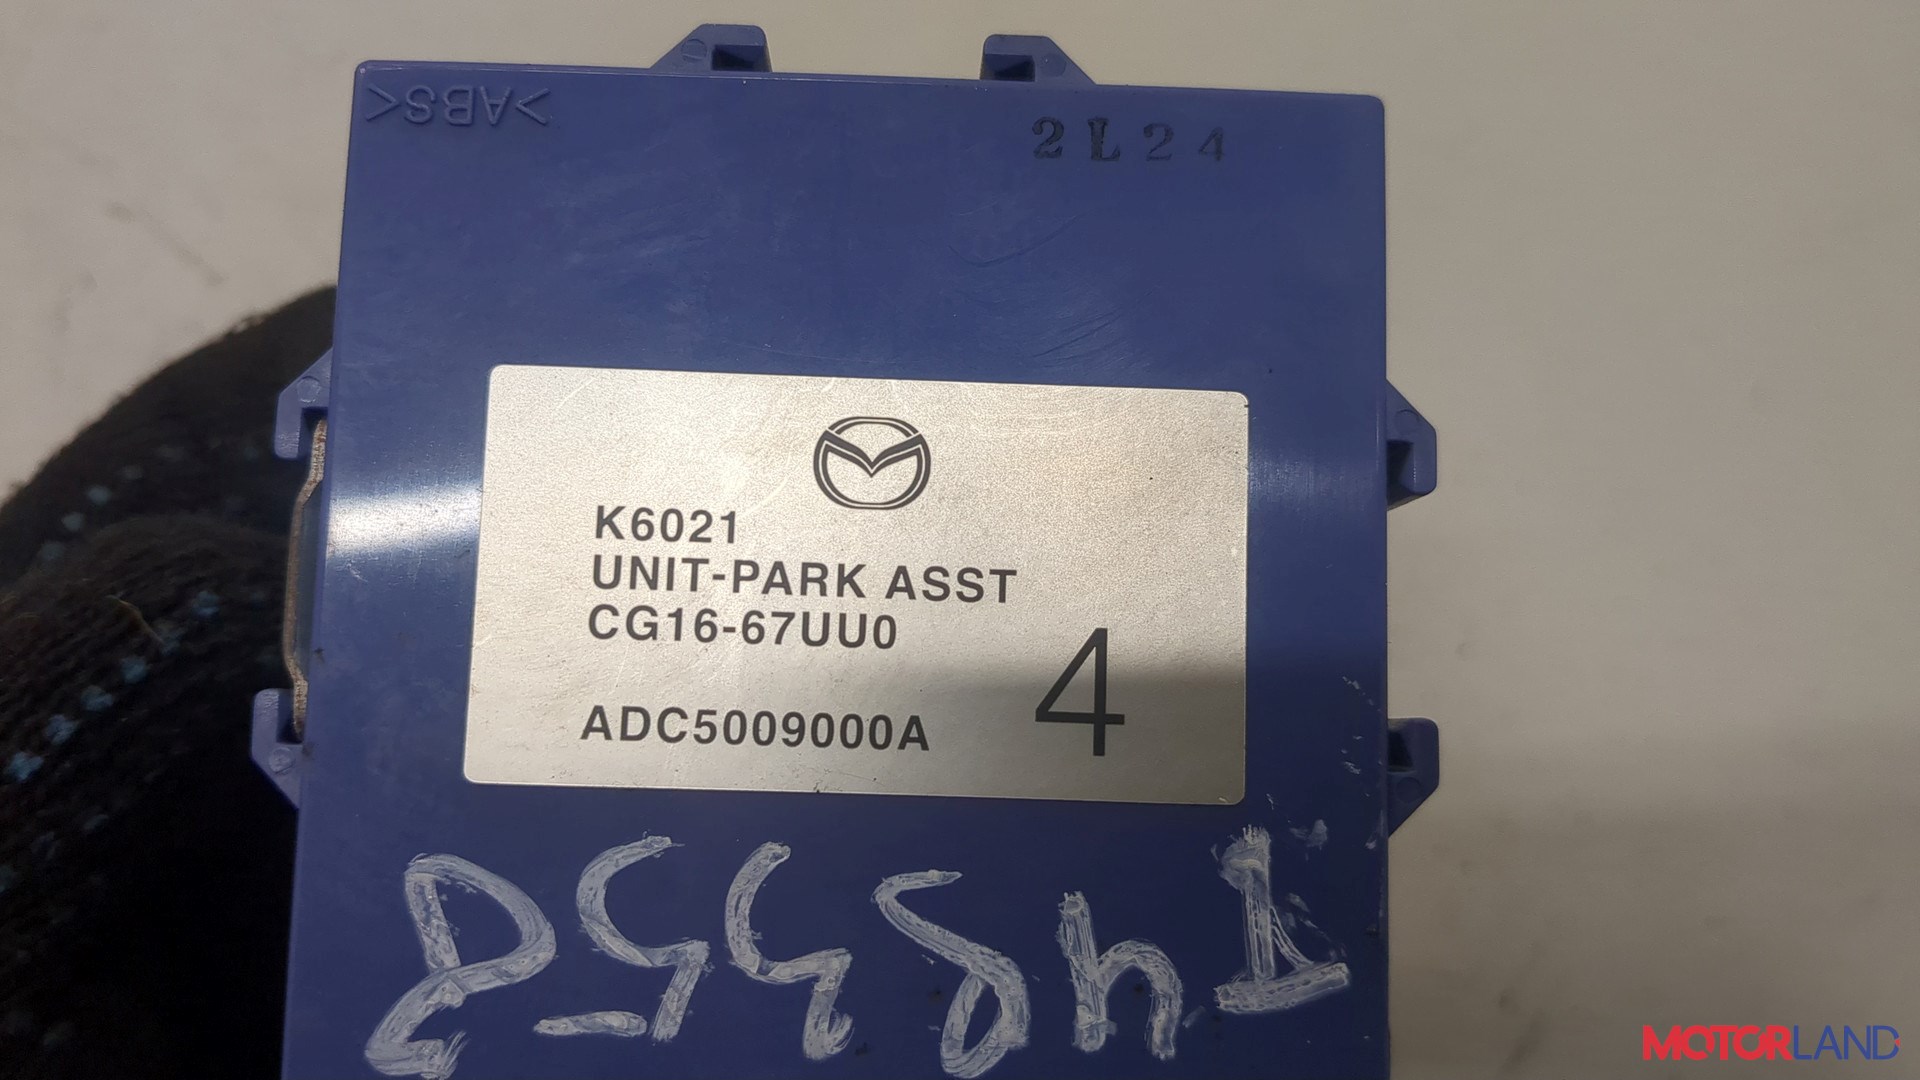 >ABS<
2L24
K6021
UNIT-PARK ASST
CG16-67UU0
ADC5009000A
4
MOTORLAND